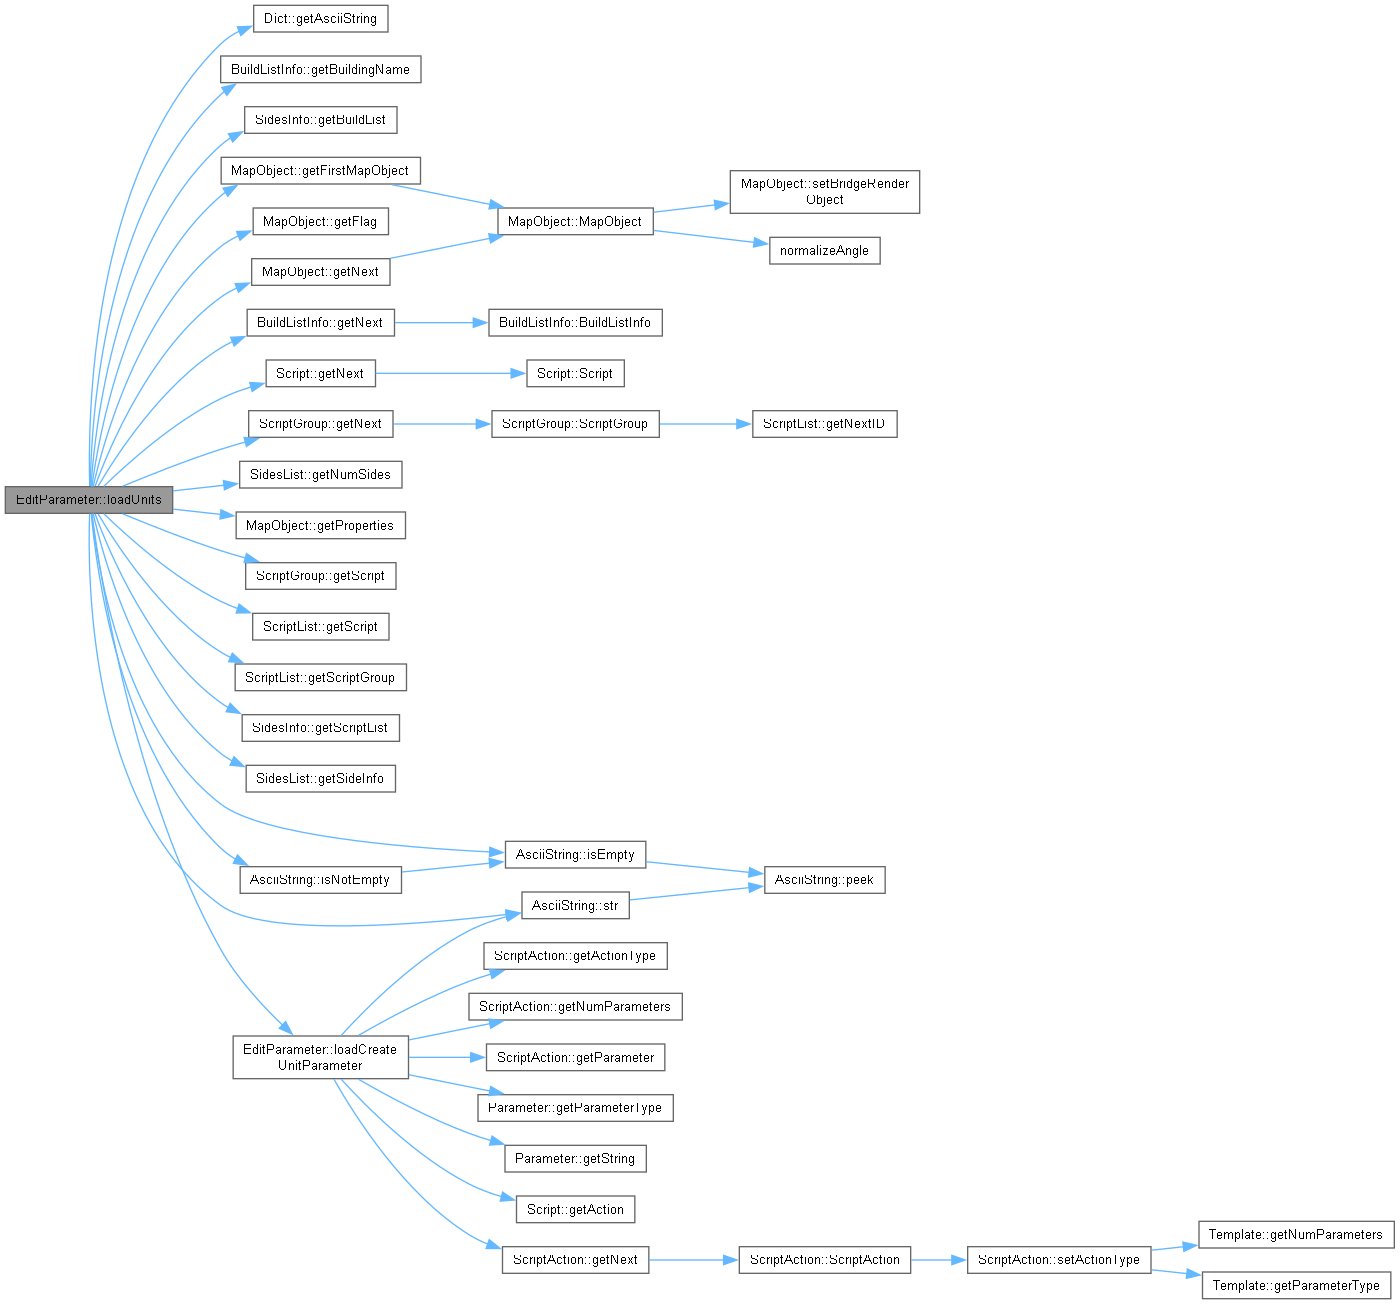 Dict::getAsciiString
BuildListInfo::getBuildingName
SidesInfo::getBuildList
MapObject::getFirstMapObject
MapObject::setBridgeRender
Object
MapObject::getFlag
MapObject::MapObject
normalizeAngle
MapObject::getNext
BuildListInfo::getNext
BuildListInfo::BuildListInfo
Script::getNext
Script::Script
ScriptGroup::getNext
ScriptGroup::ScriptGroup
ScriptList::getNextID
SidesList::getNumSides
EditParameter::loadUnits
MapObject::getProperties
ScriptGroup::getScript
ScriptList::getScript
ScriptList::getScriptGroup
SidesInfo::getScriptList
SidesList::getSideInfo
AsciiString::isEmpty
AsciiString::isNotEmpty
AsciiString::peek
AsciiString::str
ScriptAction::getActionType
ScriptAction::getNumParameters
EditParameter::loadCreate
UnitParameter
ScriptAction::getParameter
Parameter::getParameterType
Parameter::getString
Script::getAction
ScriptAction::getNext
ScriptAction::ScriptAction
ScriptAction::setActionType
Template::getNumParameters
Template::getParameterType